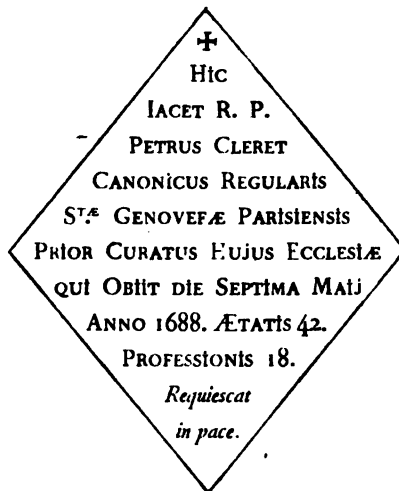 ✠
Hic
IACET R. P.
PETRUS CLERET
CANONICUS REGULARIS
S^T.Æ GENOVEFÆ PARISIENSIS
PRIOR CURATUS HUJUS ECCLESIÆ
QUI OBIIT DIE SEPTIMA MAIJ
ANNO 1688. ÆTATIS 42.
PROFESSIONIS 18.
Requiescat
in pace.